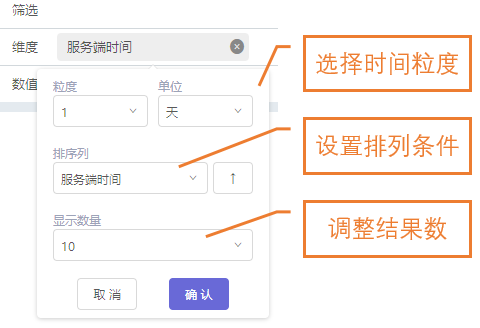 筛选
维度 服务端时间
数值
粒度 单位
1 天
选择时间粒度
排序列
服务端时间 ↑
设置排列条件
显示数量
10
调整结果数
取消 确认